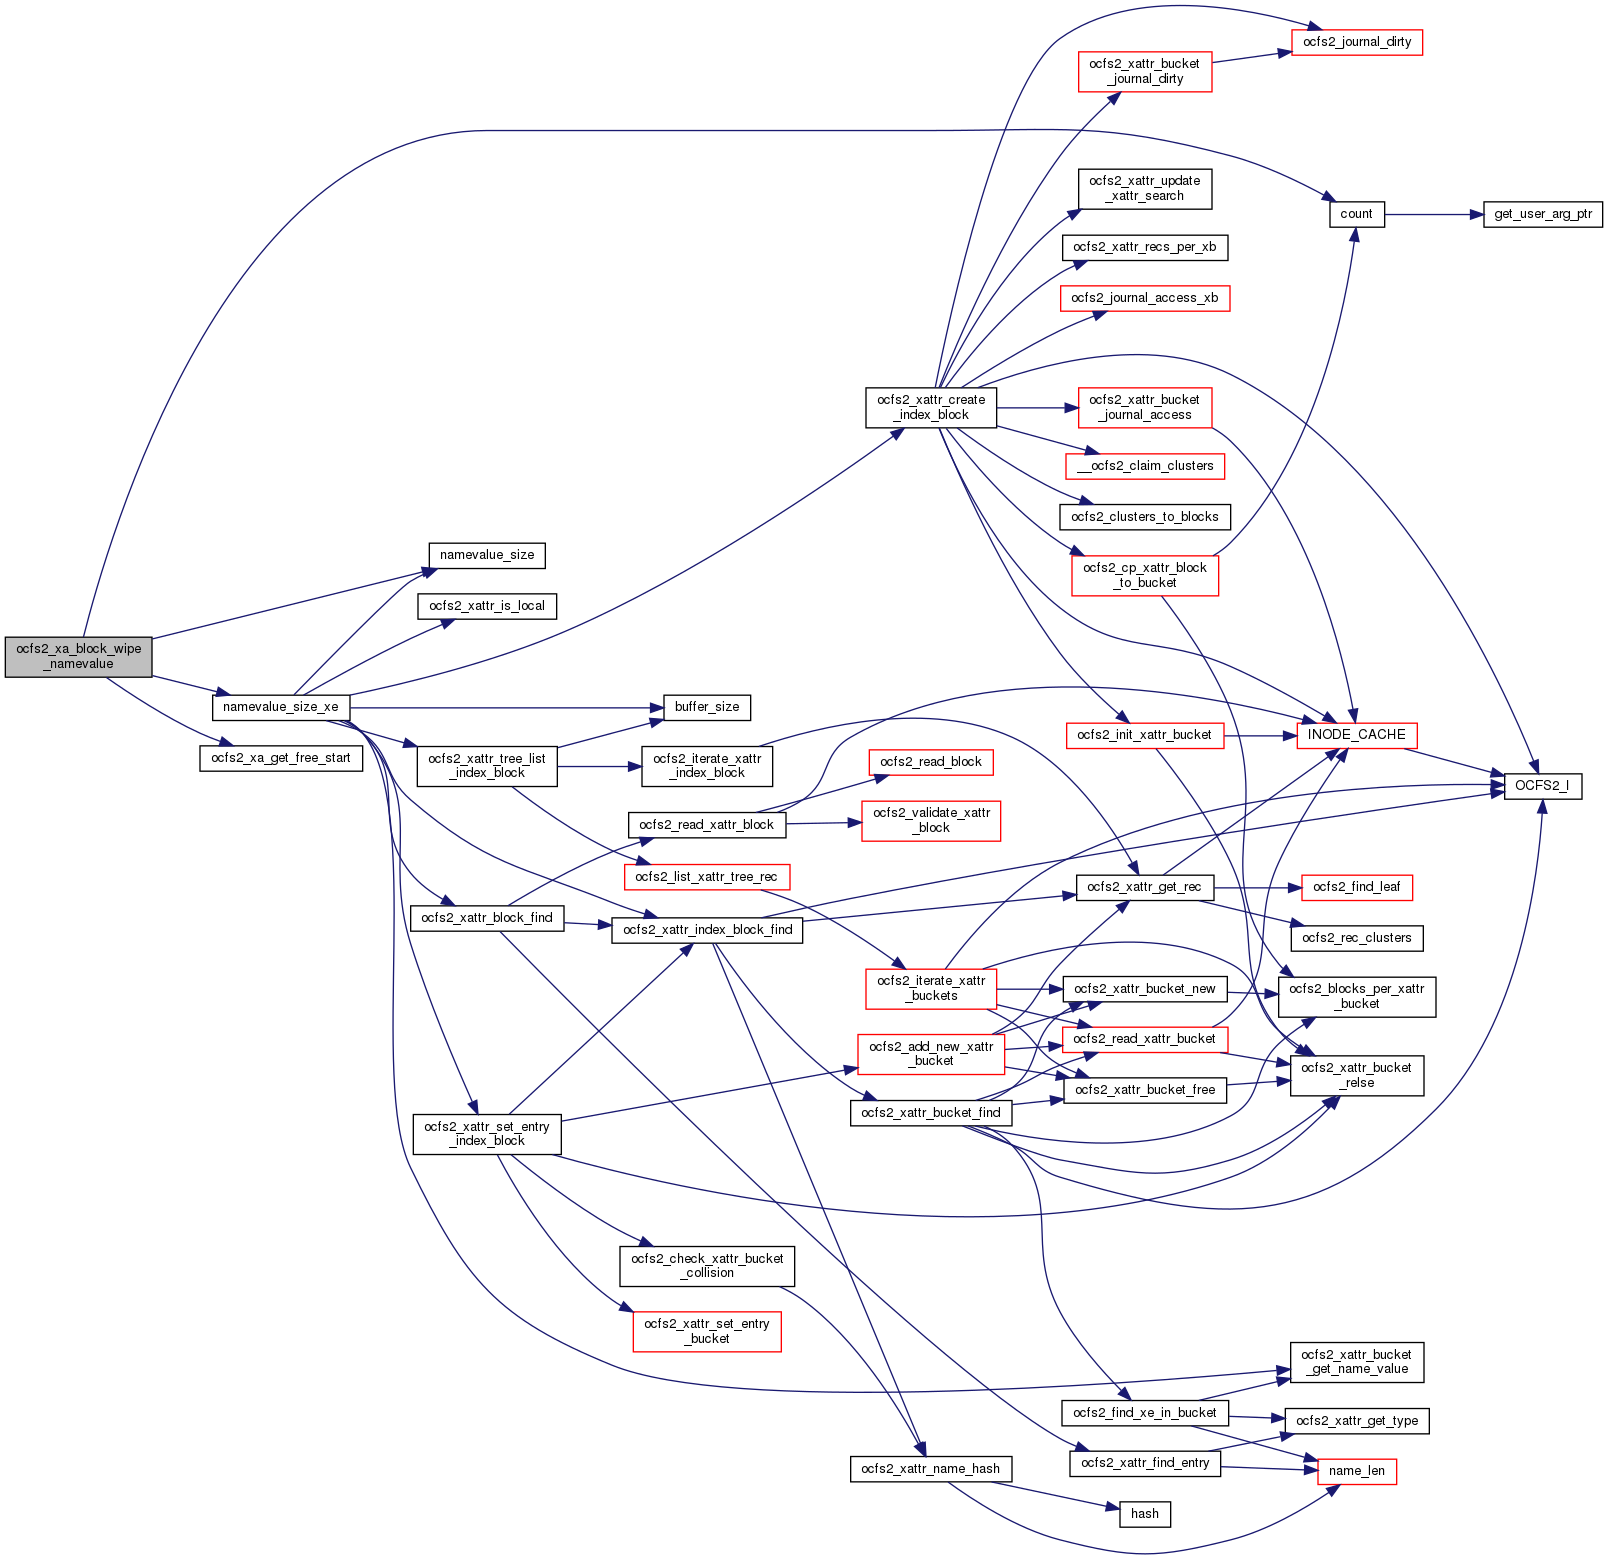 ocfs2_xa_block_wipe
_namevalue
namevalue_size_xe
ocfs2_xa_get_free_start
namevalue_size
ocfs2_xattr_is_local
ocfs2_xattr_tree_list
_index_block
ocfs2_xattr_block_find
ocfs2_xattr_set_entry
_index_block
buffer_size
ocfs2_iterate_xattr
_index_block
ocfs2_read_xattr_block
ocfs2_list_xattr_tree_rec
ocfs2_xattr_index_block_find
ocfs2_check_xattr_bucket
_collision
ocfs2_xattr_set_entry
_bucket
ocfs2_xattr_create
_index_block
ocfs2_read_block
ocfs2_validate_xattr
_block
ocfs2_iterate_xattr
_buckets
ocfs2_add_new_xattr
_bucket
ocfs2_xattr_bucket_find
ocfs2_xattr_name_hash
ocfs2_xattr_bucket
_journal_dirty
ocfs2_xattr_update
_xattr_search
ocfs2_xattr_recs_per_xb
ocfs2_journal_access_xb
ocfs2_xattr_bucket
_journal_access
__ocfs2_claim_clusters
ocfs2_clusters_to_blocks
ocfs2_cp_xattr_block
_to_bucket
ocfs2_init_xattr_bucket
ocfs2_xattr_get_rec
ocfs2_xattr_bucket_new
ocfs2_read_xattr_bucket
ocfs2_xattr_bucket_free
ocfs2_find_xe_in_bucket
ocfs2_xattr_find_entry
hash
ocfs2_journal_dirty
count
INODE_CACHE
ocfs2_find_leaf
ocfs2_rec_clusters
ocfs2_blocks_per_xattr
_bucket
ocfs2_xattr_bucket
_relse
ocfs2_xattr_bucket
_get_name_value
ocfs2_xattr_get_type
name_len
get_user_arg_ptr
OCFS2_I